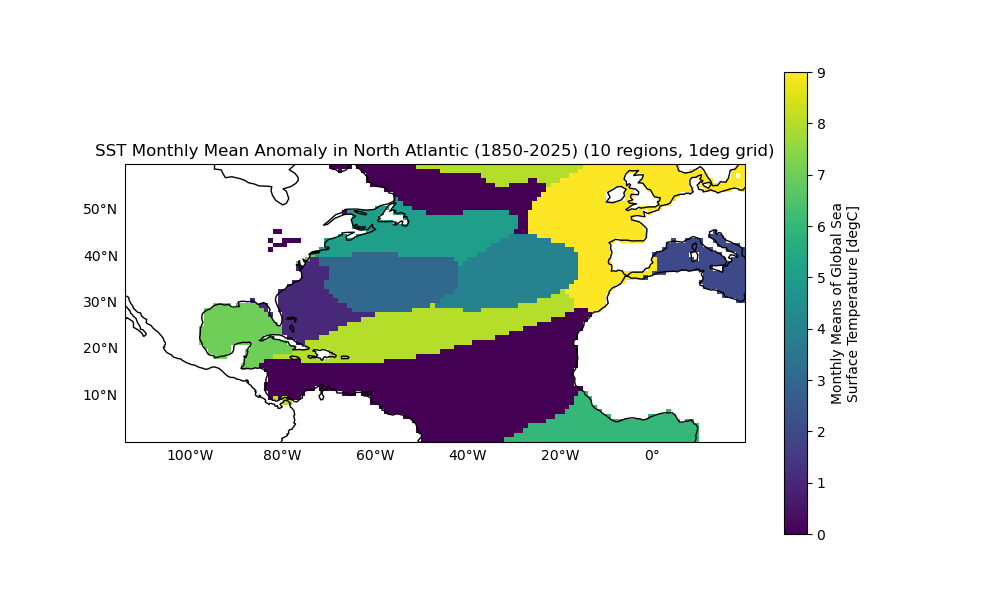 SST Monthly Mean Anomaly in North Atlantic (1850-2025) (10 regions, 1deg grid)
50°N
40°N
30°N
20°N
10°N
100°W
80°W
60°W
40°W
20°W
0°
9
8
7
6
5
4
3
2
1
0
Monthly Means of Global Sea
Surface Temperature [degC]